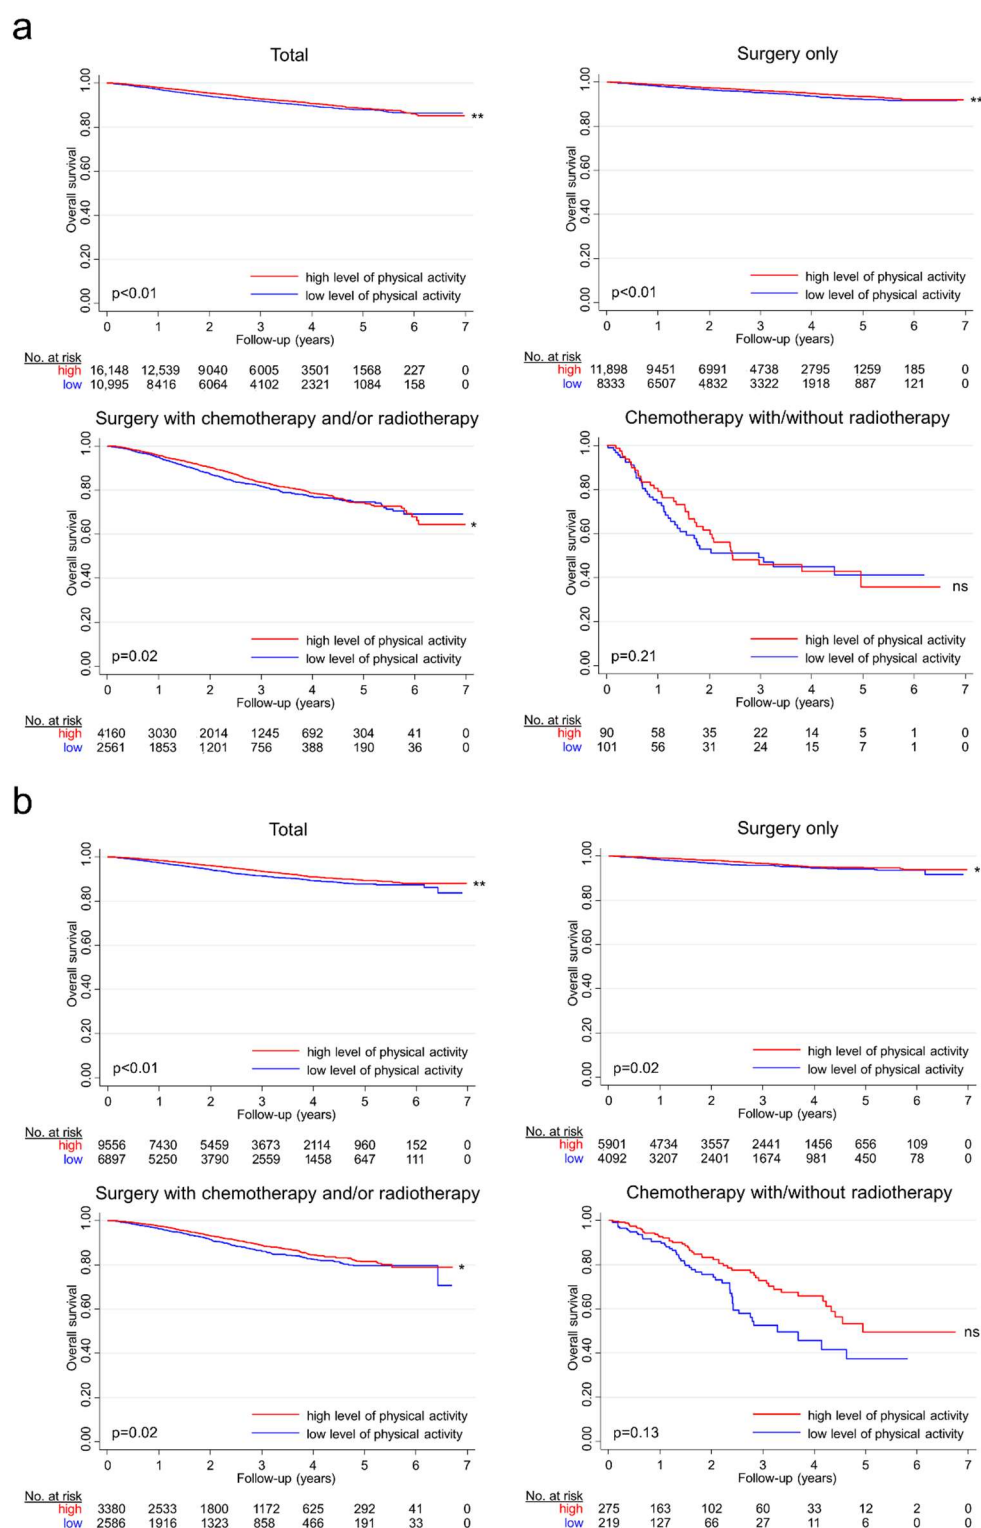 a
Total
Overall survival
1.00
0.80
0.60
0.40
0.20
0.00
**
high level of physical activity
low level of physical activity
p<0.01
0 1 2 3 4 5 6 7
Follow-up (years)
No. at risk
high 16,148 12,539 9040 6005 3501 1568 227 0
low 10,995 8416 6064 4102 2321 1084 158 0
Surgery only
Overall survival
1.00
0.80
0.60
0.40
0.20
0.00
**
high level of physical activity
low level of physical activity
p<0.01
0 1 2 3 4 5 6 7
Follow-up (years)
No. at risk
high 11,898 9451 6991 4738 2795 1259 185 0
low 8333 6507 4832 3322 1918 887 121 0
Surgery with chemotherapy and/or radiotherapy
Overall survival
1.00
0.80
0.60
0.40
0.20
0.00
*
high level of physical activity
low level of physical activity
p=0.02
0 1 2 3 4 5 6 7
Follow-up (years)
No. at risk
high 4160 3030 2014 1245 692 304 41 0
low 2561 1853 1201 756 388 190 36 0
Chemotherapy with/without radiotherapy
Overall survival
1.00
0.80
0.60
0.40
0.20
0.00
ns
high level of physical activity
low level of physical activity
p=0.21
0 1 2 3 4 5 6 7
Follow-up (years)
No. at risk
high 90 58 35 22 14 5 1 0
low 101 56 31 24 15 7 1 0
b
Total
Overall survival
1.00
0.80
0.60
0.40
0.20
0.00
**
high level of physical activity
low level of physical activity
p<0.01
0 1 2 3 4 5 6 7
Follow-up (years)
No. at risk
high 9556 7430 5459 3673 2114 960 152 0
low 6897 5250 3790 2559 1458 647 111 0
Surgery only
Overall survival
1.00
0.80
0.60
0.40
0.20
0.00
*
high level of physical activity
low level of physical activity
p=0.02
0 1 2 3 4 5 6 7
Follow-up (years)
No. at risk
high 5901 4734 3557 2441 1456 656 109 0
low 4092 3207 2401 1674 981 450 78 0
Surgery with chemotherapy and/or radiotherapy
Overall survival
1.00
0.80
0.60
0.40
0.20
0.00
*
high level of physical activity
low level of physical activity
p=0.02
0 1 2 3 4 5 6 7
Follow-up (years)
No. at risk
high 3380 2533 1800 1172 625 292 41 0
low 2586 1916 1323 858 466 191 33 0
Chemotherapy with/without radiotherapy
Overall survival
1.00
0.80
0.60
0.40
0.20
0.00
ns
high level of physical activity
low level of physical activity
p=0.13
0 1 2 3 4 5 6 7
Follow-up (years)
No. at risk
high 275 163 102 60 33 12 2 0
low 219 127 66 27 11 6 0 0